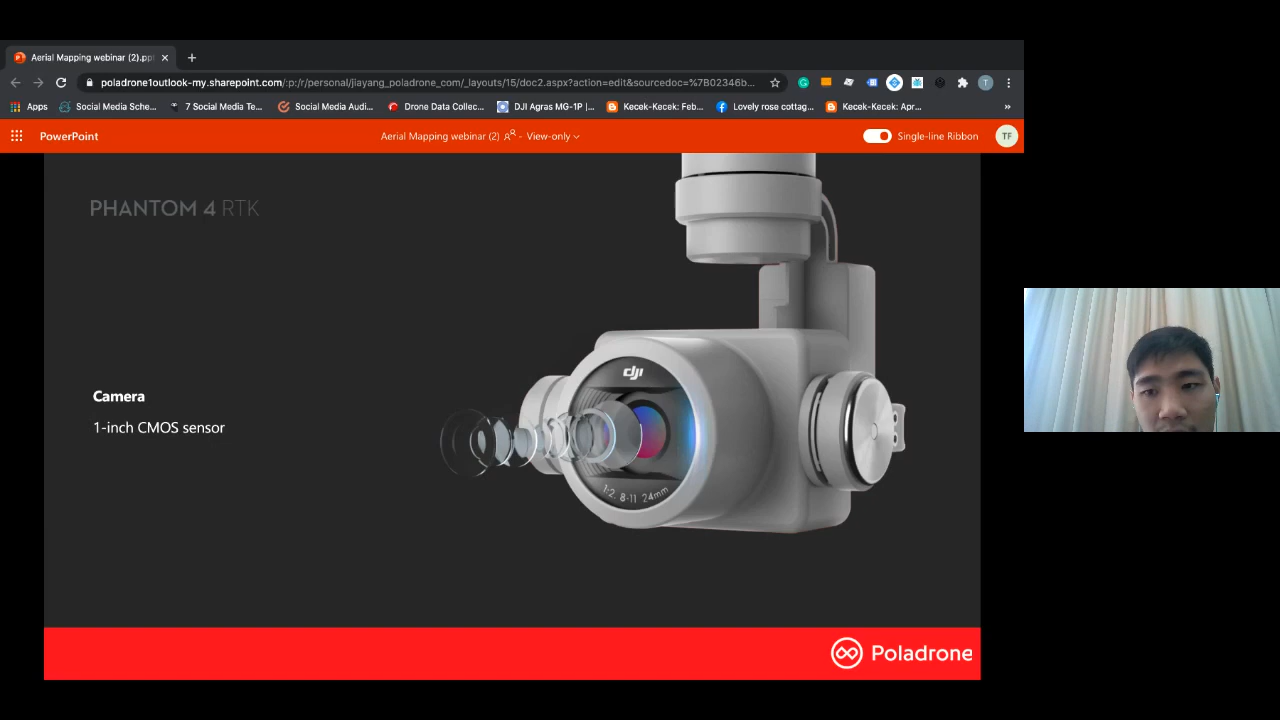 Aerial Mapping webinar (2).pp
poladrone1outlook-my.sharepoint.com/:p:/r/personal/jiayang_poladrone_com/_layouts/15/doc2.aspx?action=edit&sourcedoc=%7B02346b...
T
Apps
Social Media Sche...
7 Social Media Te...
Social Media Audi...
Drone Data Collec...
DJI Agras MG-1P |...
Kecek-Kecek: Feb...
Lovely rose cottag...
Kecek-Kecek: Apr...
»
PowerPoint
Aerial Mapping webinar (2) - View-only
Single-line Ribbon
TF
PHANTOM 4 RTK
dji
Camera
1-inch CMOS sensor
1:2. 8-11 24mm
Poladrone